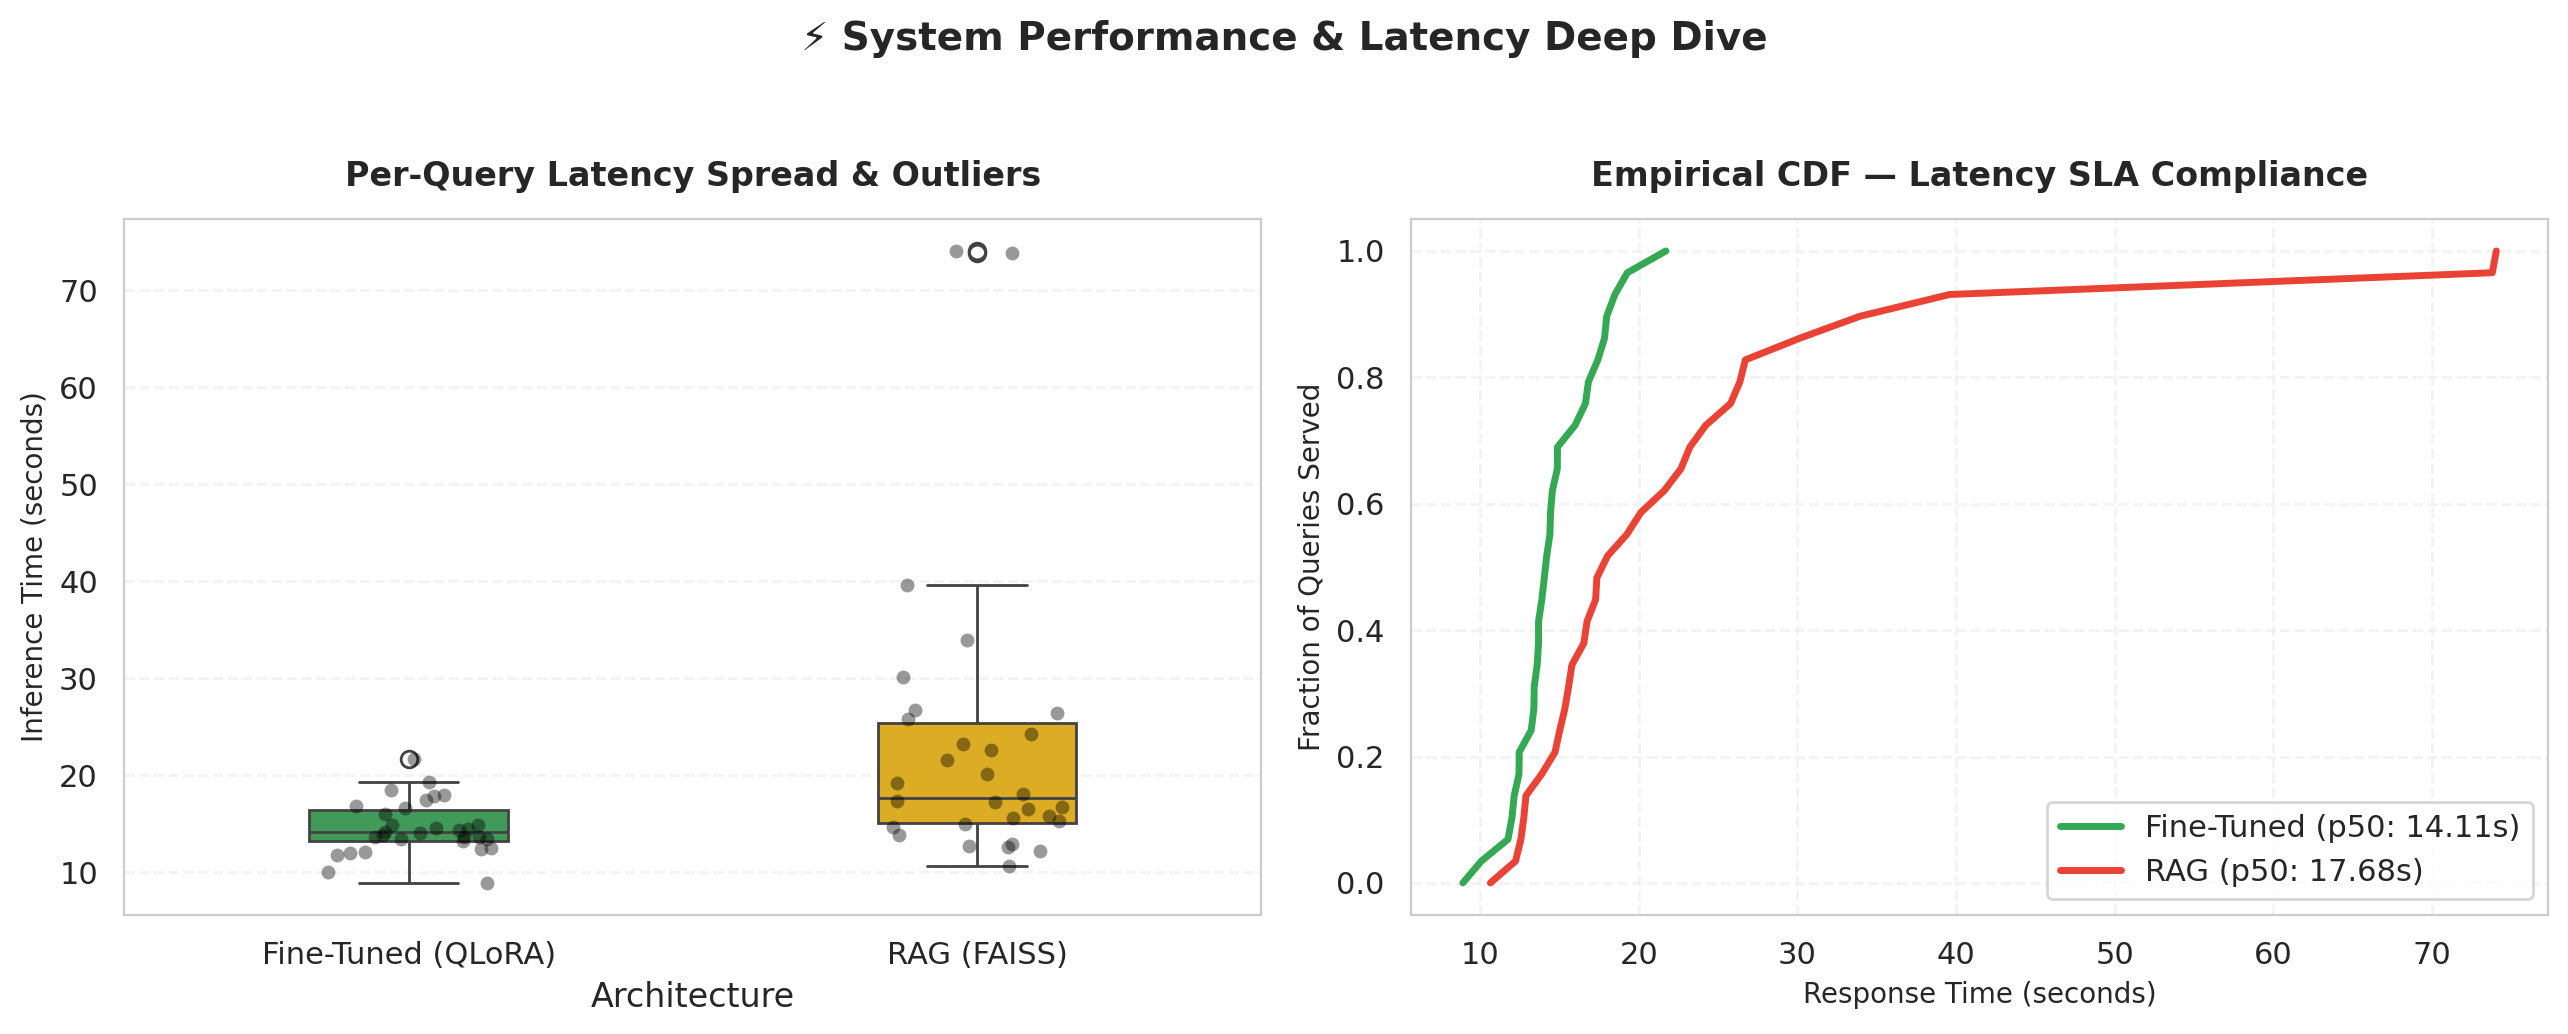 ⚡ System Performance & Latency Deep Dive
Per-Query Latency Spread & Outliers
Inference Time (seconds)
70
60
50
40
30
20
10
Fine-Tuned (QLoRA)
RAG (FAISS)
Architecture
Empirical CDF — Latency SLA Compliance
Fraction of Queries Served
1.0
0.8
0.6
0.4
0.2
0.0
Fine-Tuned (p50: 14.11s)
RAG (p50: 17.68s)
10
20
30
40
50
60
70
Response Time (seconds)